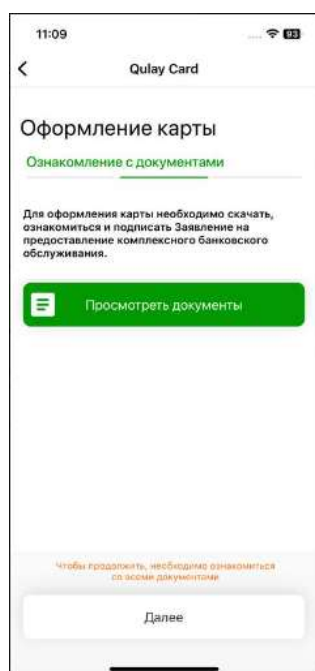 11:09
93
Qulay Card
Оформление карты
Ознакомление с документами
Для оформления карты необходимо скачать,
ознакомиться и подписать Заявление на
предоставление комплексного банковского
обслуживания.
Просмотреть документы
Чтобы продолжить, необходимо ознакомиться
со всеми документами
Далее